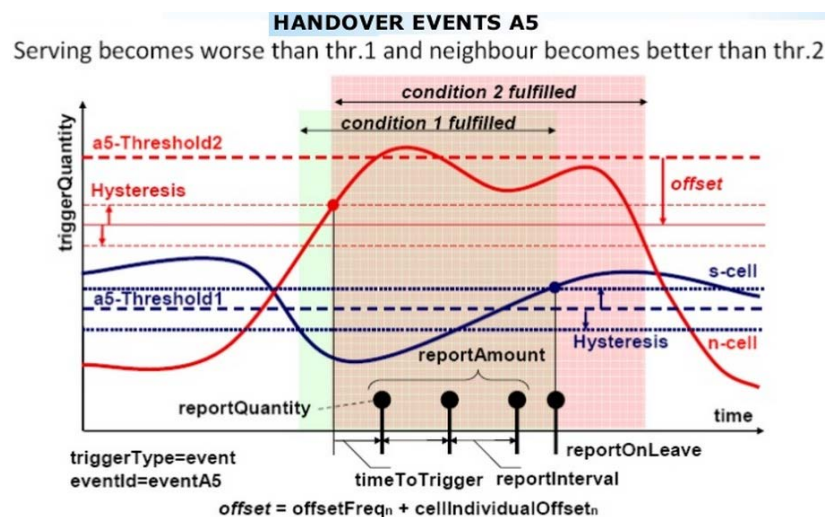 HANDOVER EVENTS A5
Serving becomes worse than thr.1 and neighbour becomes better than thr.2
condition 2 fulfilled
condition 1 fulfilled
triggerQuantity
a5-Threshold2
Hysteresis
offset
s-cell
a5-Threshold1
Hysteresis
n-cell
reportAmount
reportQuantity
time
reportOnLeave
triggerType=event
eventId=eventA5
timeToTrigger
reportInterval
offset = offsetFreqn + cellIndividualOffsetn